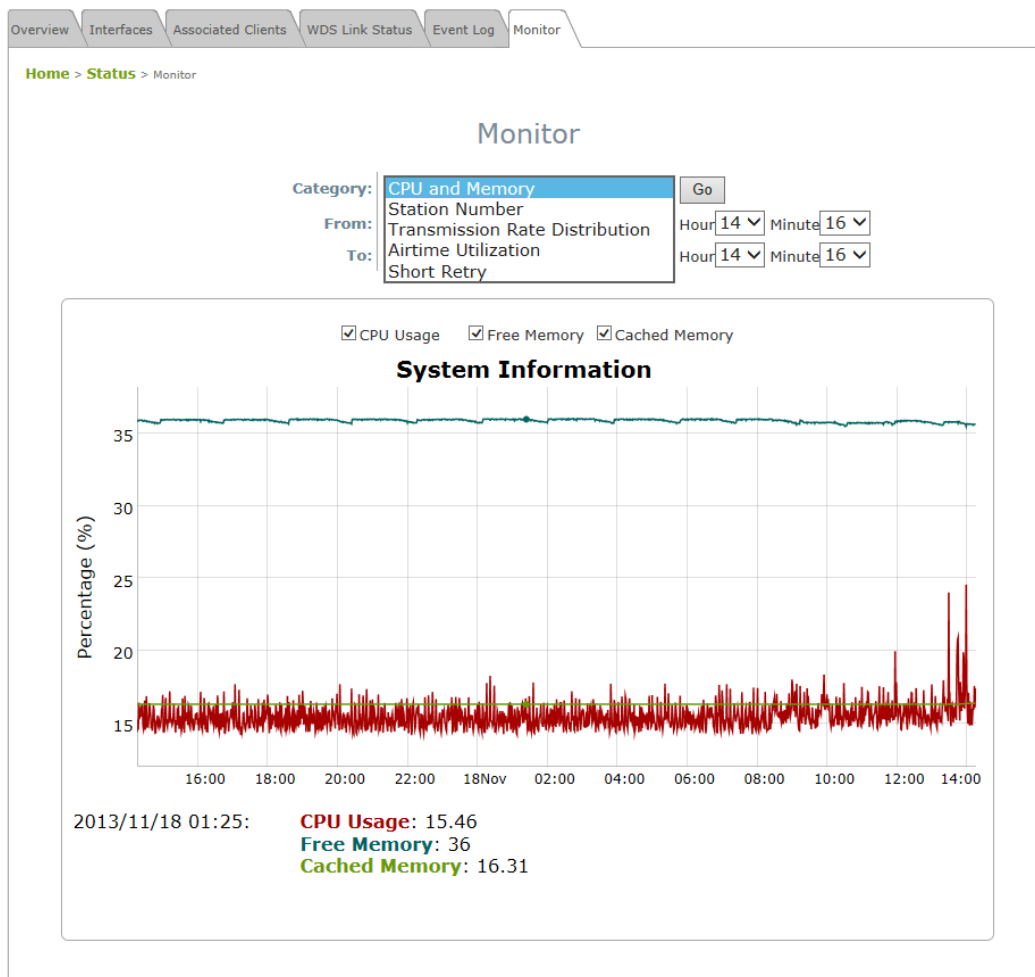 Overview Interfaces Associated Clients WDS Link Status Event Log Monitor
Home > Status > Monitor
Monitor
Category: CPU and Memory Go
Station Number
From: Transmission Rate Distribution Hour 14 Minute 16
To: Airtime Utilization Hour 14 Minute 16
Short Retry
CPU Usage Free Memory Cached Memory
System Information
Percentage (%)
35
30
25
20
15
16:00 18:00 20:00 22:00 18Nov 02:00 04:00 06:00 08:00 10:00 12:00 14:00
2013/11/18 01:25: CPU Usage: 15.46
Free Memory: 36
Cached Memory: 16.31